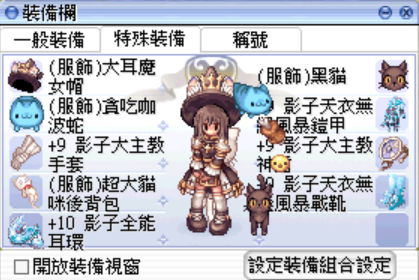 裝備欄
一般裝備 特殊裝備 稱號
(服飾)大耳魔
女帽
(服飾)貪吃咖
波蛇
+9 影子大主教
手套
(服飾)超大貓
咪後背包
+10 影子全能
耳環
(服飾)黑貓
影子天衣無
風暴鎧甲
+9 影子大主教
神
影子天衣無
風暴戰靴
開放裝備視窗
設定裝備組合設定